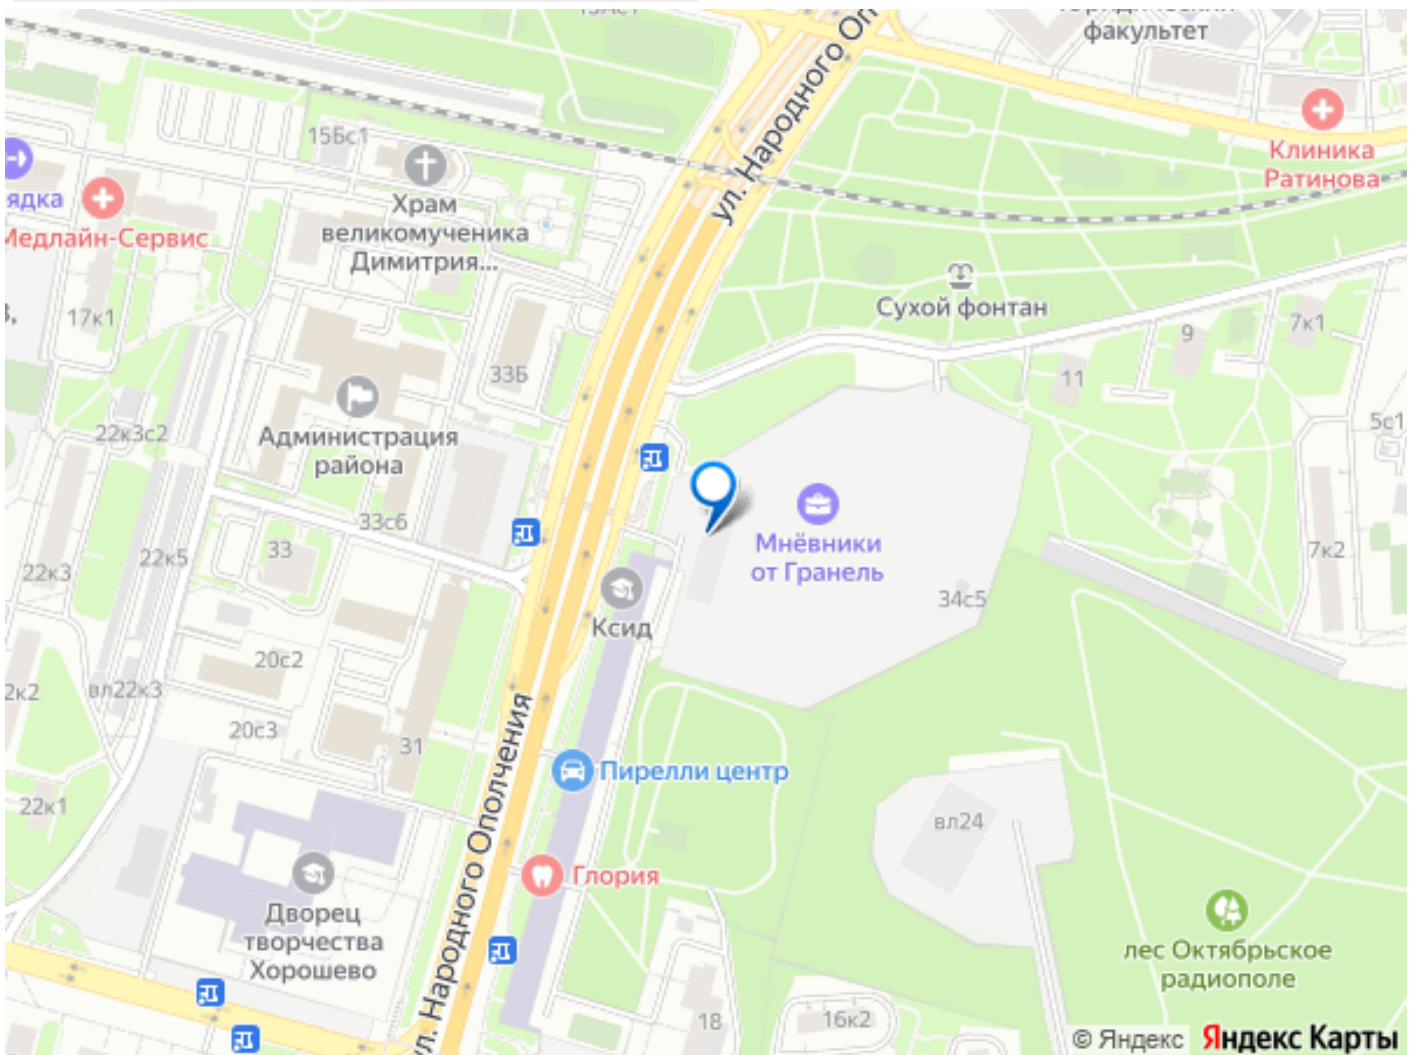 факультет
ул. Народного Оп
15Бс1
Клиника
Ратинова
ядка
Медлайн-Сервис
Храм
великомученика
Димитрия...
Сухой фонтан
17к1
7к1
9
33Б
11
5с1
22к3с2
Администрация
района
33с6
Мнёвники
от Гранель
33
22к5
22к3
7к2
34с5
Ксид
20с2
2к2
вл22к3
20с3
31
Пирелли центр
22к1
вл24
ул. Народного Ополчения
Глория
Дворец
творчества
Хорошево
лес Октябрьское
радиополе
18
16к2
© Яндекс Яндекс Карты